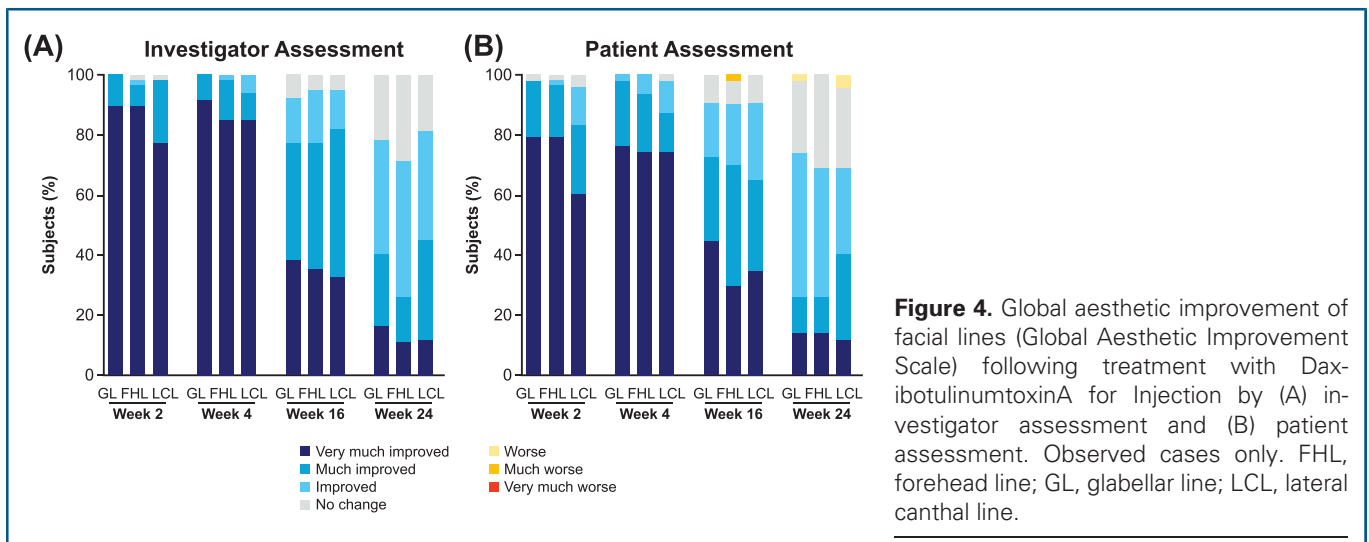 (A) Investigator Assessment
100
80
60
40
20
0
Subjects (%)
GL FHL LCL GL FHL LCL GL FHL LCL GL FHL LCL
Week 2 Week 4 Week 16 Week 24
(B) Patient Assessment
100
80
60
40
20
0
Subjects (%)
GL FHL LCL GL FHL LCL GL FHL LCL GL FHL LCL
Week 2 Week 4 Week 16 Week 24
Very much improved
Much improved
Improved
No change
Worse
Much worse
Very much worse
Figure 4. Global aesthetic improvement of
facial lines (Global Aesthetic Improvement
Scale) following treatment with Dax-
ibotulinumtoxinA for Injection by (A) in-
vestigator assessment and (B) patient
assessment. Observed cases only. FHL,
forehead line; GL, glabellar line; LCL, lateral
canthal line.